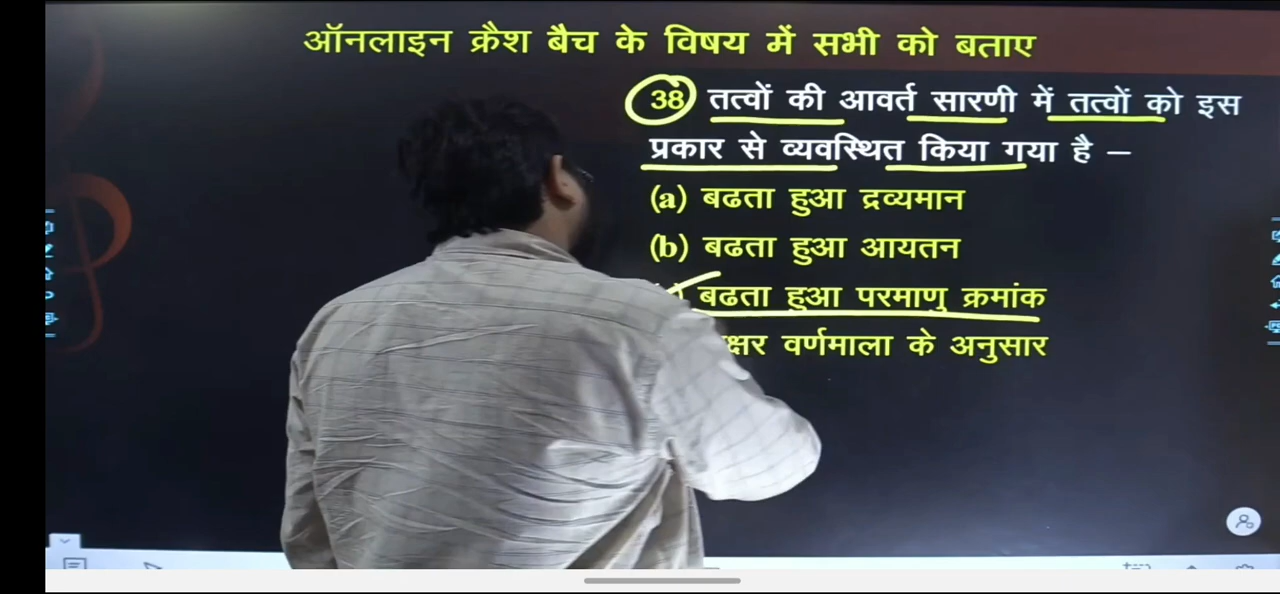 ऑनलाइन क्रैश बैच के विषय में सभी को बताए
38 तत्वों की आवर्त सारणी में तत्वों को इस
प्रकार से व्यवस्थित किया गया है –
(a) बढता हुआ द्रव्यमान
(b) बढता हुआ आयतन
बढता हुआ परमाणु क्रमांक
वर्णमाला के अनुसार